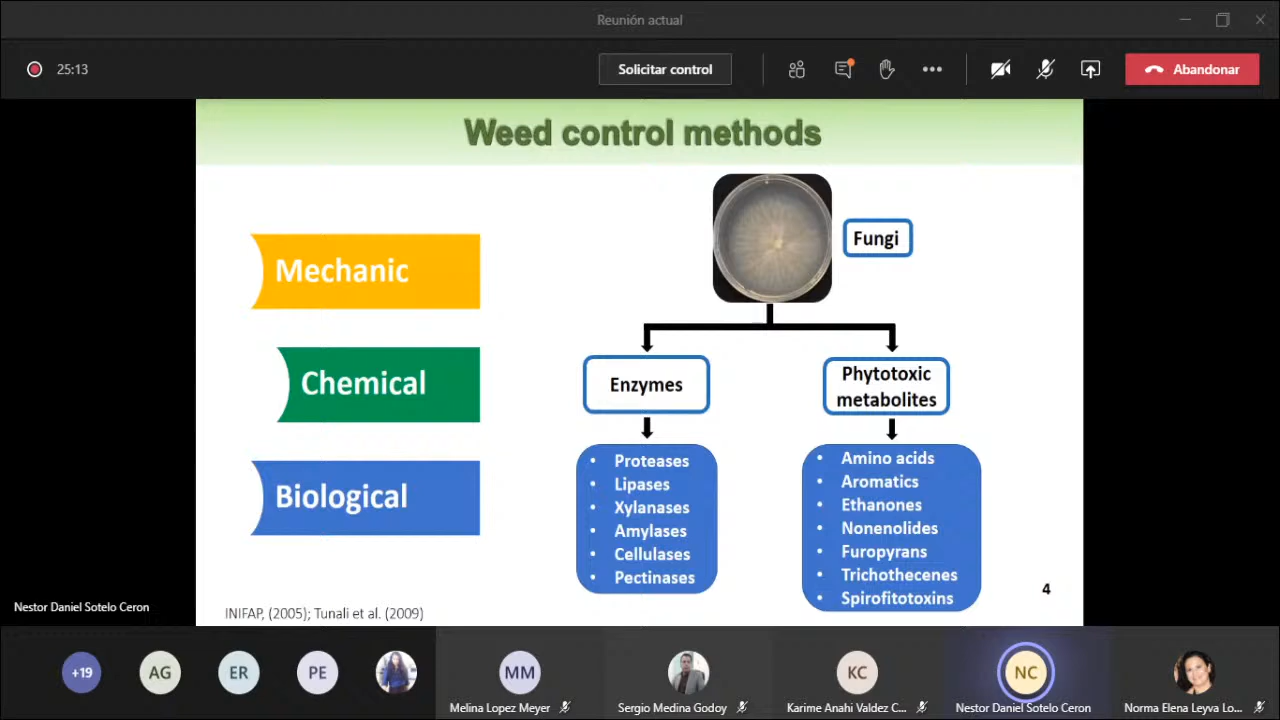 Reunión actual
25:13
Solicitar control
Abandonar
Weed control methods
Mechanic
Chemical
Biological
Fungi
Enzymes
• Proteases
• Lipases
• Xylanases
• Amylases
• Cellulases
• Pectinases
Phytotoxic
metabolites
• Amino acids
• Aromatics
• Ethanones
• Nonenolides
• Furopyrans
• Trichothecenes
• Spirofitotoxins
4
INIFAP, (2005); Tunali et al. (2009)
Nestor Daniel Sotelo Ceron
+19
AG
ER
PE
MM
Melina Lopez Meyer
Sergio Medina Godoy
KC
Karime Anahi Valdez C...
NC
Nestor Daniel Sotelo Ceron
Norma Elena Leyva Lo...